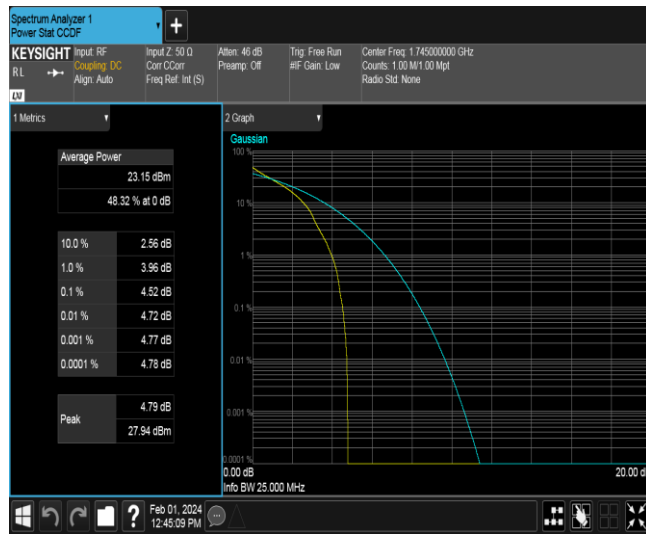 Spectrum Analyzer 1
Power Stat CCDF
+
KEYSIGHT
RL
LXI
Input: RF
Coupling: DC
Align: Auto
Input Z: 50 Ω
Corr CCorr
Freq Ref: Int (S)
Atten: 46 dB
Preamp: Off
Trig: Free Run
#IF Gain: Low
Center Freq: 1.745000000 GHz
Counts: 1.00 M/1.00 Mpt
Radio Std: None
1 Metrics
Average Power
23.15 dBm
48.32 % at 0 dB
10.0 % 2.56 dB
1.0 % 3.96 dB
0.1 % 4.52 dB
0.01 % 4.72 dB
0.001 % 4.77 dB
0.0001 % 4.78 dB
Peak
4.79 dB
27.94 dBm
2 Graph
Gaussian
100 %
10 %
1 %
0.1 %
0.01 %
0.001 %
0.0001 %
0.00 dB
20.00 d
Info BW 25.000 MHz
?
Feb 01, 2024
12:45:09 PM